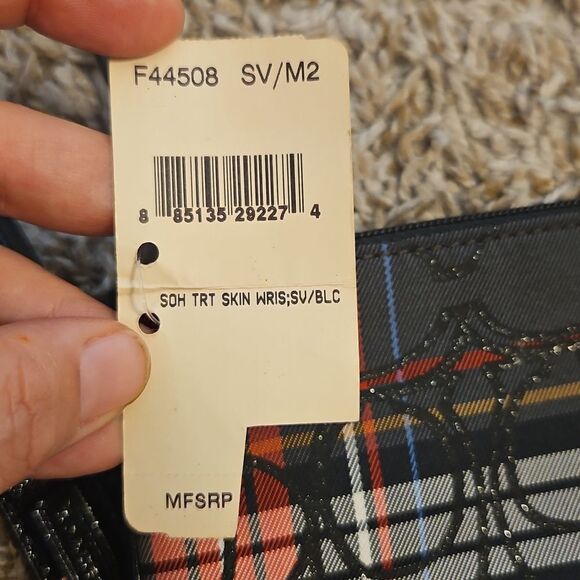 F44508 SV/M2
8 85135 29227 4
SOH TRT SKIN WRIS;SV/BLC
MFSRP